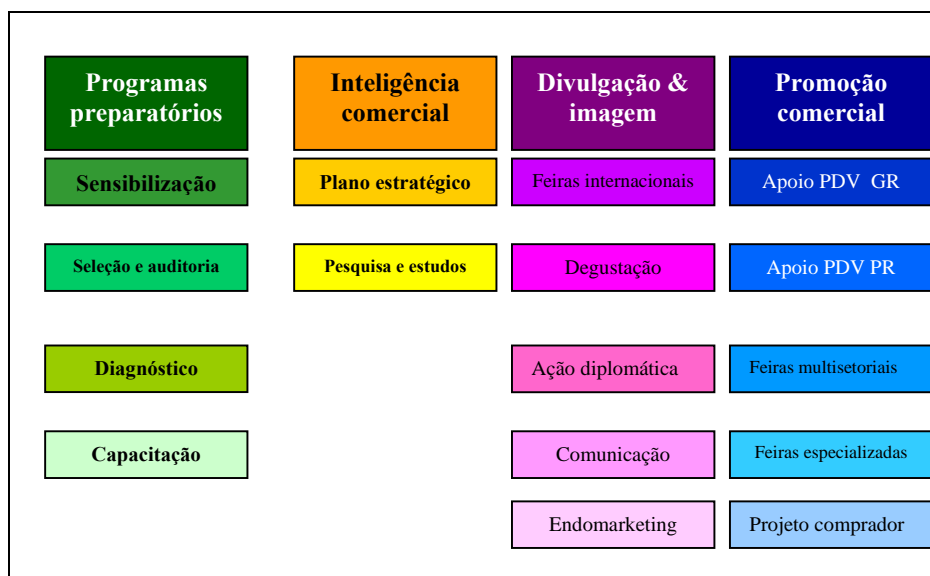 Programas
preparatórios
Sensibilização
Seleção e auditoria
Diagnóstico
Capacitação
Inteligência
comercial
Plano estratégico
Pesquisa e estudos
Divulgação &
imagem
Feiras internacionais
Degustação
Ação diplomática
Comunicação
Endomarketing
Promoção
comercial
Apoio PDV GR
Apoio PDV PR
Feiras multisetoriais
Feiras especializadas
Projeto comprador